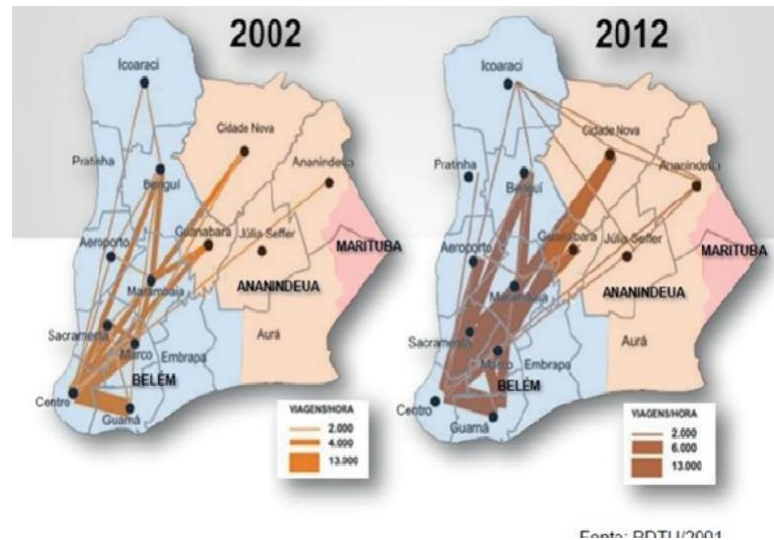 2002
Icoaraci
Cidade Nova
Pratinha
Benguí
Ananindeua
Guanabara
Aeroporto
Júlia Seffer
MARITUBA
Marambaia
ANANINDEUA
Sacramenta
Marco
Embrapa
Aurá
BELÉM
Centro
Guamá
VIAGENS/HORA
2.000
4.000
13.000
2012
Icoaraci
Cidade Nova
Pratinha
Benguí
Ananindeua
Guanabara
Aeroporto
Júlia Seffer
MARITUBA
Marambaia
ANANINDEUA
Sacramenta
Marco
Embrapa
Aurá
BELÉM
Centro
Guamá
VIAGENS/HORA
2.000
6.000
13.000
Fonte: PDTU/2001